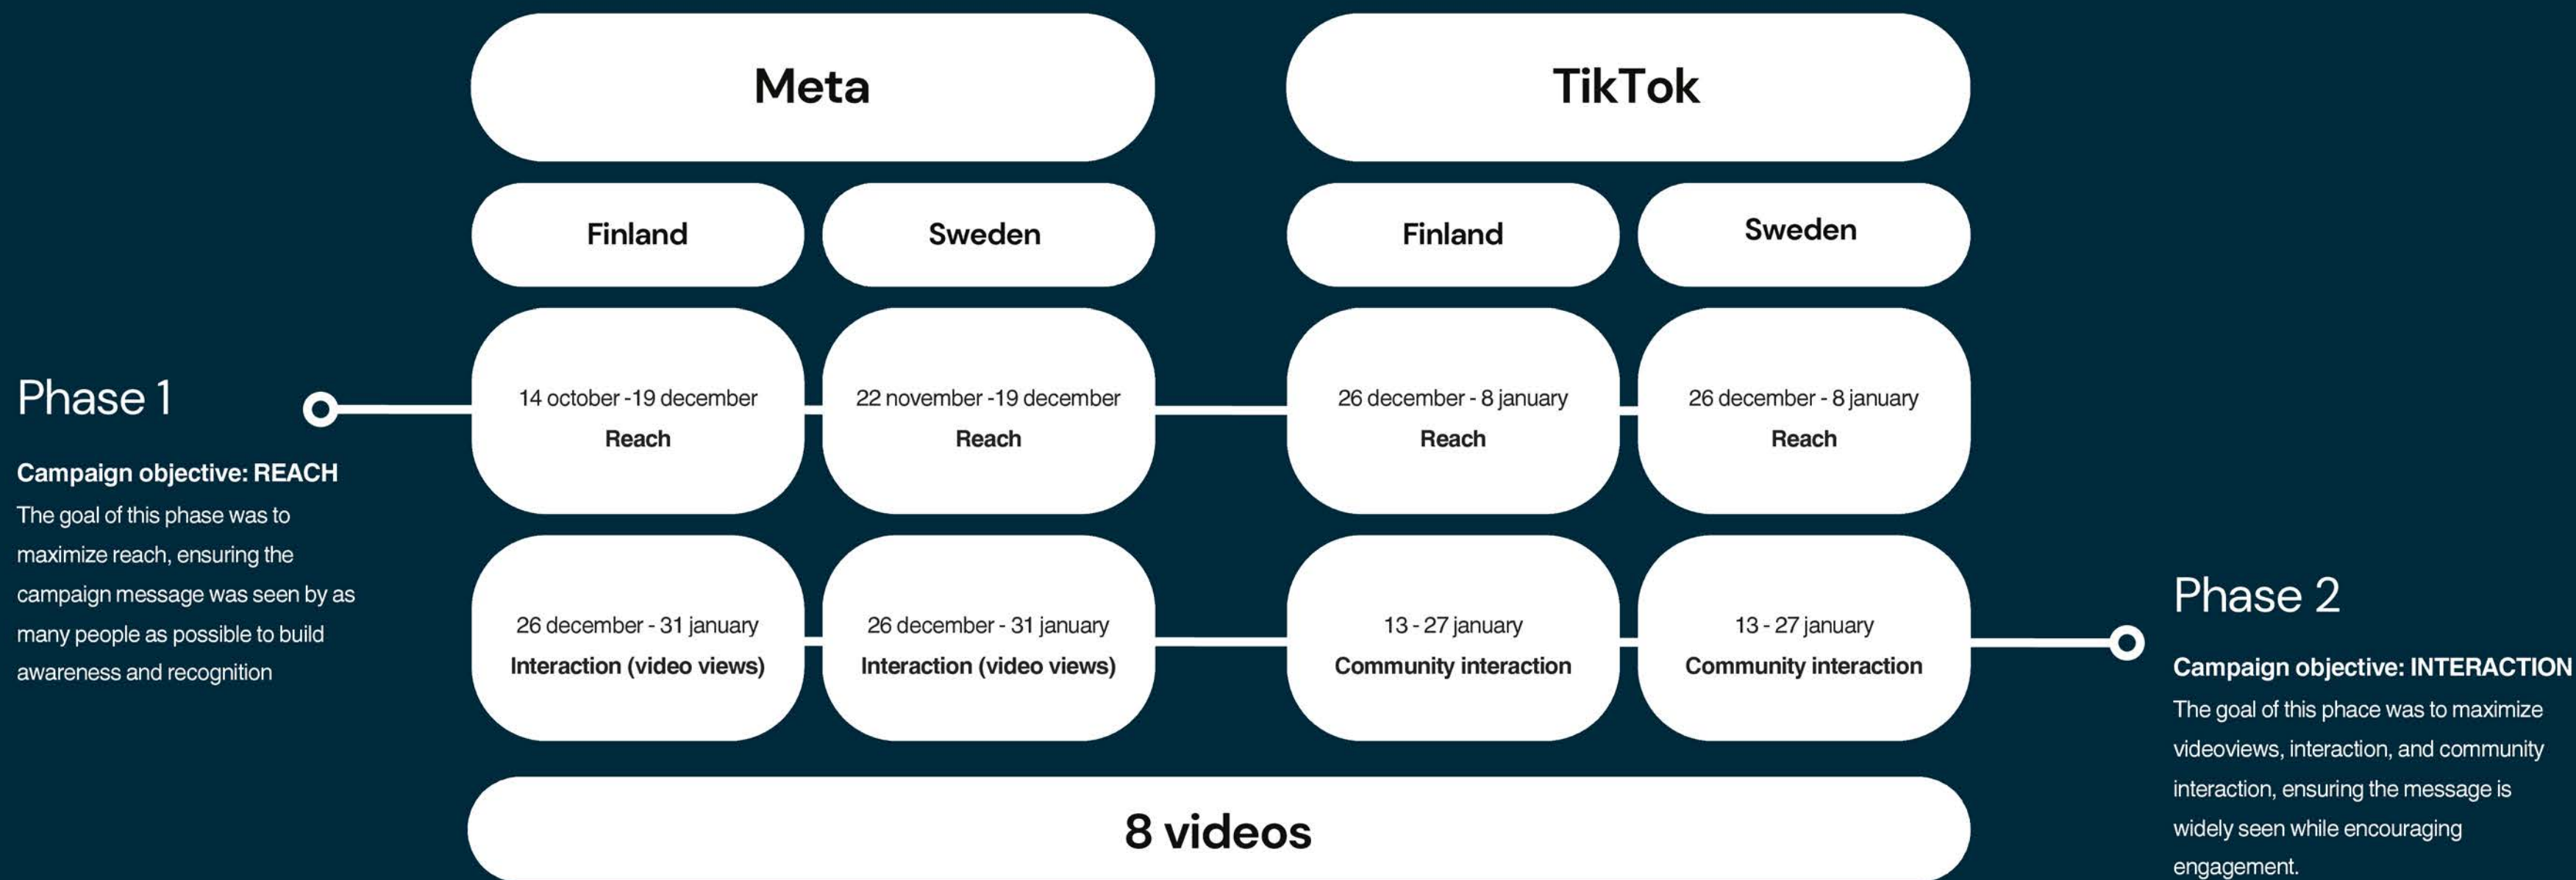 Meta
TikTok
Finland
Sweden
Finland
Sweden
Phase 1
Campaign objective: REACH
The goal of this phase was to
maximize reach, ensuring the
campaign message was seen by as
many people as possible to build
awareness and recognition
14 october -19 december
Reach
22 november -19 december
Reach
26 december - 8 january
Reach
26 december - 8 january
Reach
26 december - 31 january
Interaction (video views)
26 december - 31 january
Interaction (video views)
13 - 27 january
Community interaction
13 - 27 january
Community interaction
Phase 2
Campaign objective: INTERACTION
The goal of this phace was to maximize
videoviews, interaction, and community
interaction, ensuring the message is
widely seen while encouraging
engagement.
8 videos